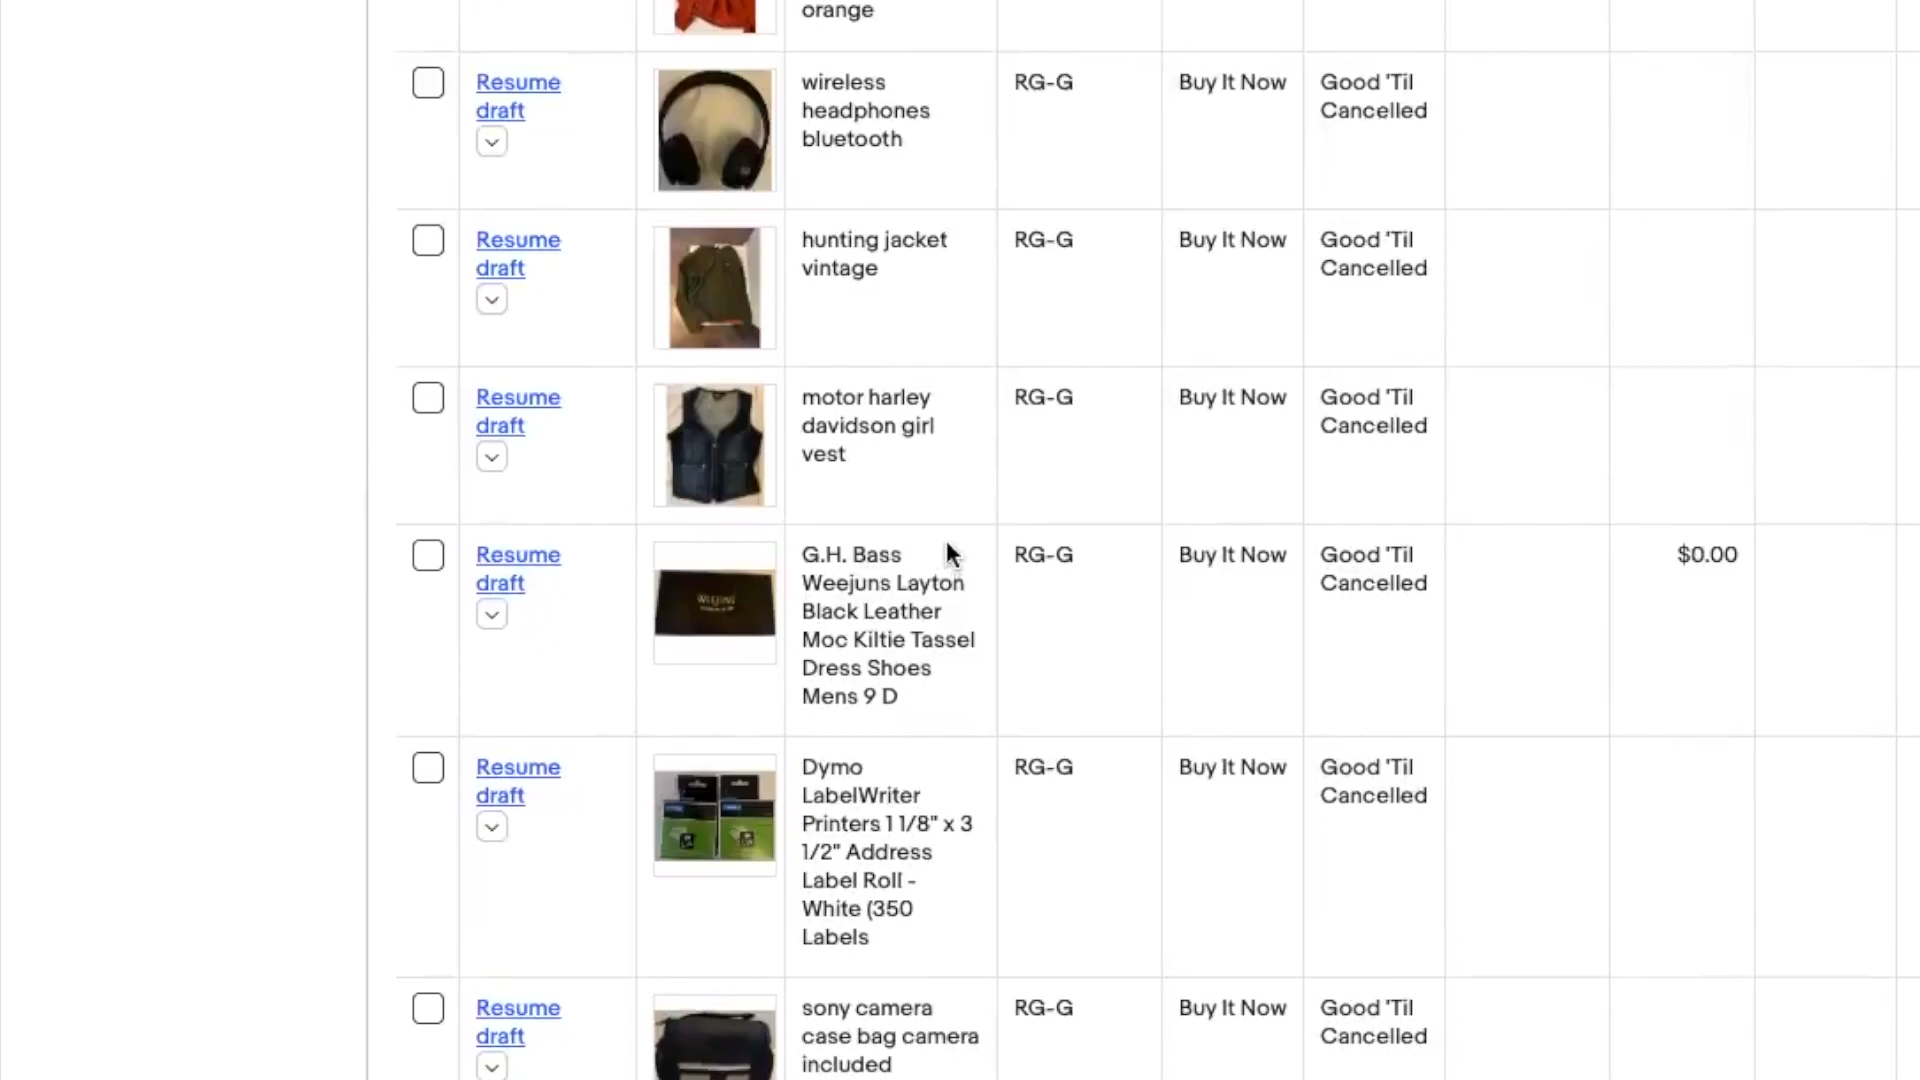 orange
Resume
draft
wireless
headphones
bluetooth
RG-G
Buy It Now
Good 'Til
Cancelled
Resume
draft
hunting jacket
vintage
RG-G
Buy It Now
Good 'Til
Cancelled
Resume
draft
motor harley
davidson girl
vest
RG-G
Buy It Now
Good 'Til
Cancelled
Resume
draft
WEEJUNS
G.H. Bass
Weejuns Layton
Black Leather
Moc Kiltie Tassel
Dress Shoes
Mens 9 D
RG-G
Buy It Now
Good 'Til
Cancelled
$0.00
Resume
draft
Dymo
LabelWriter
Printers 1 1/8" x 3
1/2" Address
Label Roll -
White (350
Labels
RG-G
Buy It Now
Good 'Til
Cancelled
Resume
draft
sony camera
case bag camera
included
RG-G
Buy It Now
Good 'Til
Cancelled